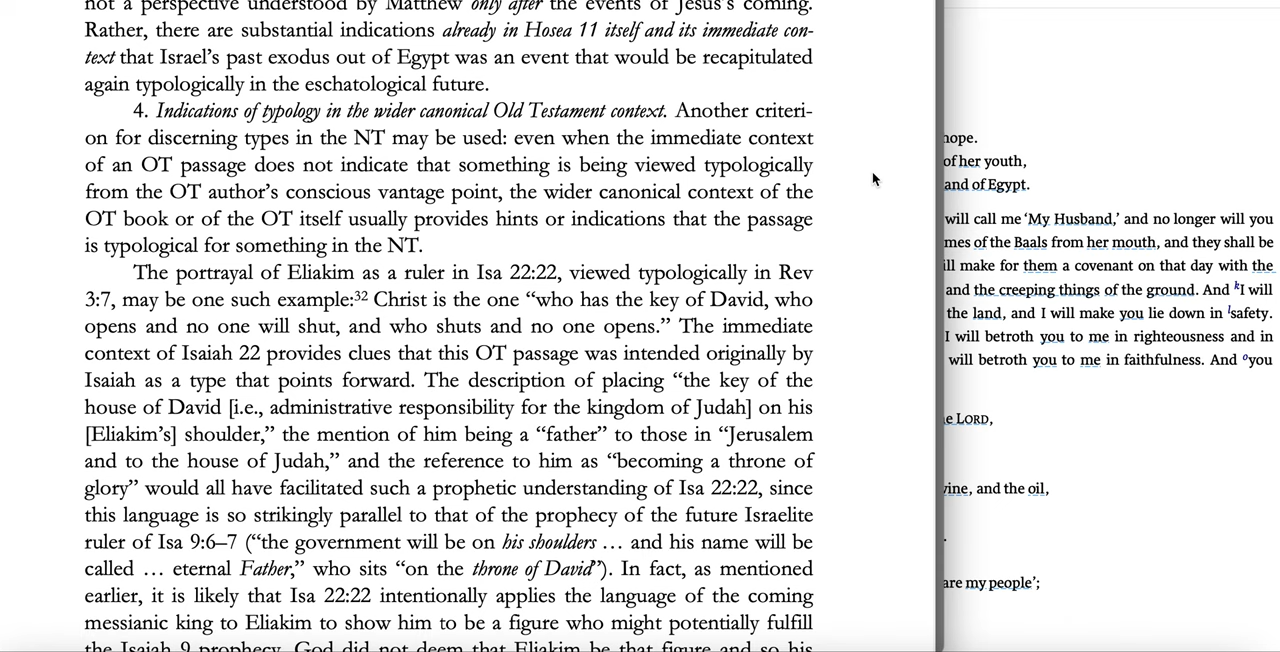 not a perspective understood by Matthew only after the events of Jesus's coming.
Rather, there are substantial indications already in Hosea 11 itself and its immediate con-
text that Israel's past exodus out of Egypt was an event that would be recapitulated
again typologically in the eschatological future.
4. Indications of typology in the wider canonical Old Testament context. Another criteri-
on for discerning types in the NT may be used: even when the immediate context
of an OT passage does not indicate that something is being viewed typologically
from the OT author's conscious vantage point, the wider canonical context of the
OT book or of the OT itself usually provides hints or indications that the passage
is typological for something in the NT.
The portrayal of Eliakim as a ruler in Isa 22:22, viewed typologically in Rev
3:7, may be one such example:32 Christ is the one “who has the key of David, who
opens and no one will shut, and who shuts and no one opens.” The immediate
context of Isaiah 22 provides clues that this OT passage was intended originally by
Isaiah as a type that points forward. The description of placing “the key of the
house of David [i.e., administrative responsibility for the kingdom of Judah] on his
[Eliakim's] shoulder,” the mention of him being a “father” to those in “Jerusalem
and to the house of Judah,” and the reference to him as “becoming a throne of
glory” would all have facilitated such a prophetic understanding of Isa 22:22, since
this language is so strikingly parallel to that of the prophecy of the future Israelite
ruler of Isa 9:6–7 (“the government will be on his shoulders … and his name will be
called … eternal Father,” who sits “on the throne of David”). In fact, as mentioned
earlier, it is likely that Isa 22:22 intentionally applies the language of the coming
messianic king to Eliakim to show him to be a figure who might potentially fulfill
the Isaiah 9 prophecy. God did not deem that Eliakim be that figure and so his
hope.
of her youth,
and of Egypt.
will call me ‘My Husband,’ and no longer will you
mes of the Baals from her mouth, and they shall be
ill make for them a covenant on that day with the
and the creeping things of the ground. And kI will
the land, and I will make you lie down in lsafety.
I will betroth you to me in righteousness and in
will betroth you to me in faithfulness. And oyou
e LORD,
vine, and the oil,
are my people’;